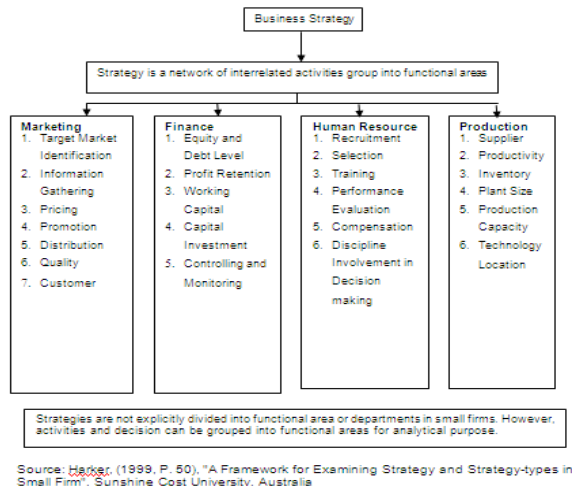 Business Strategy
Strategy is a network of interrelated activities group into functional areas
Marketing
1. Target Market
Identification
2. Information
Gathering
3. Pricing
4. Promotion
5. Distribution
6. Quality
7. Customer
Finance
1. Equity and
Debt Level
2. Profit Retention
3. Working
Capital
4. Capital
Investment
5. Controlling and
Monitoring
Human Resource
1. Recruitment
2. Selection
3. Training
4. Performance
Evaluation
5. Compensation
6. Discipline
Involvement in
Decision
making
Production
1. Supplier
2. Productivity
3. Inventory
4. Plant Size
5. Production
Capacity
6. Technology
Location
Strategies are not explicitly divided into functional area or departments in small firms. However,
activities and decision can be grouped into functional areas for analytical purpose.
Source: Harker, (1999, P. 50), "A Framework for Examining Strategy and Strategy-types in
Small Firm", Sunshine Cost University, Australia